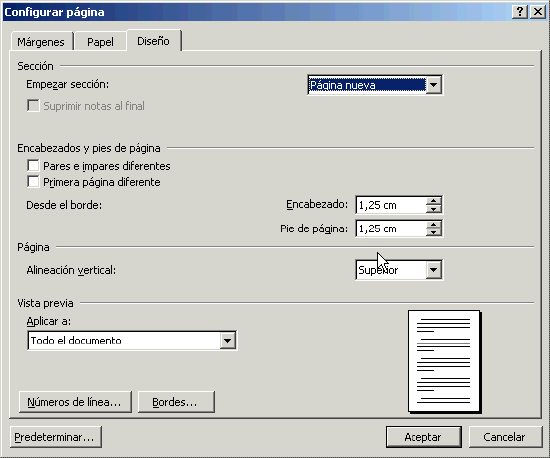 Configurar página
Márgenes Papel Diseño
Sección
Empezar sección: Página nueva
Suprimir notas al final
Encabezados y pies de página
Pares e impares diferentes
Primera página diferente
Desde el borde: Encabezado: 1,25 cm
Pie de página: 1,25 cm
Página
Alineación vertical: Superior
Vista previa
Aplicar a:
Todo el documento
Números de línea... Bordes...
Predeterminar... Aceptar Cancelar